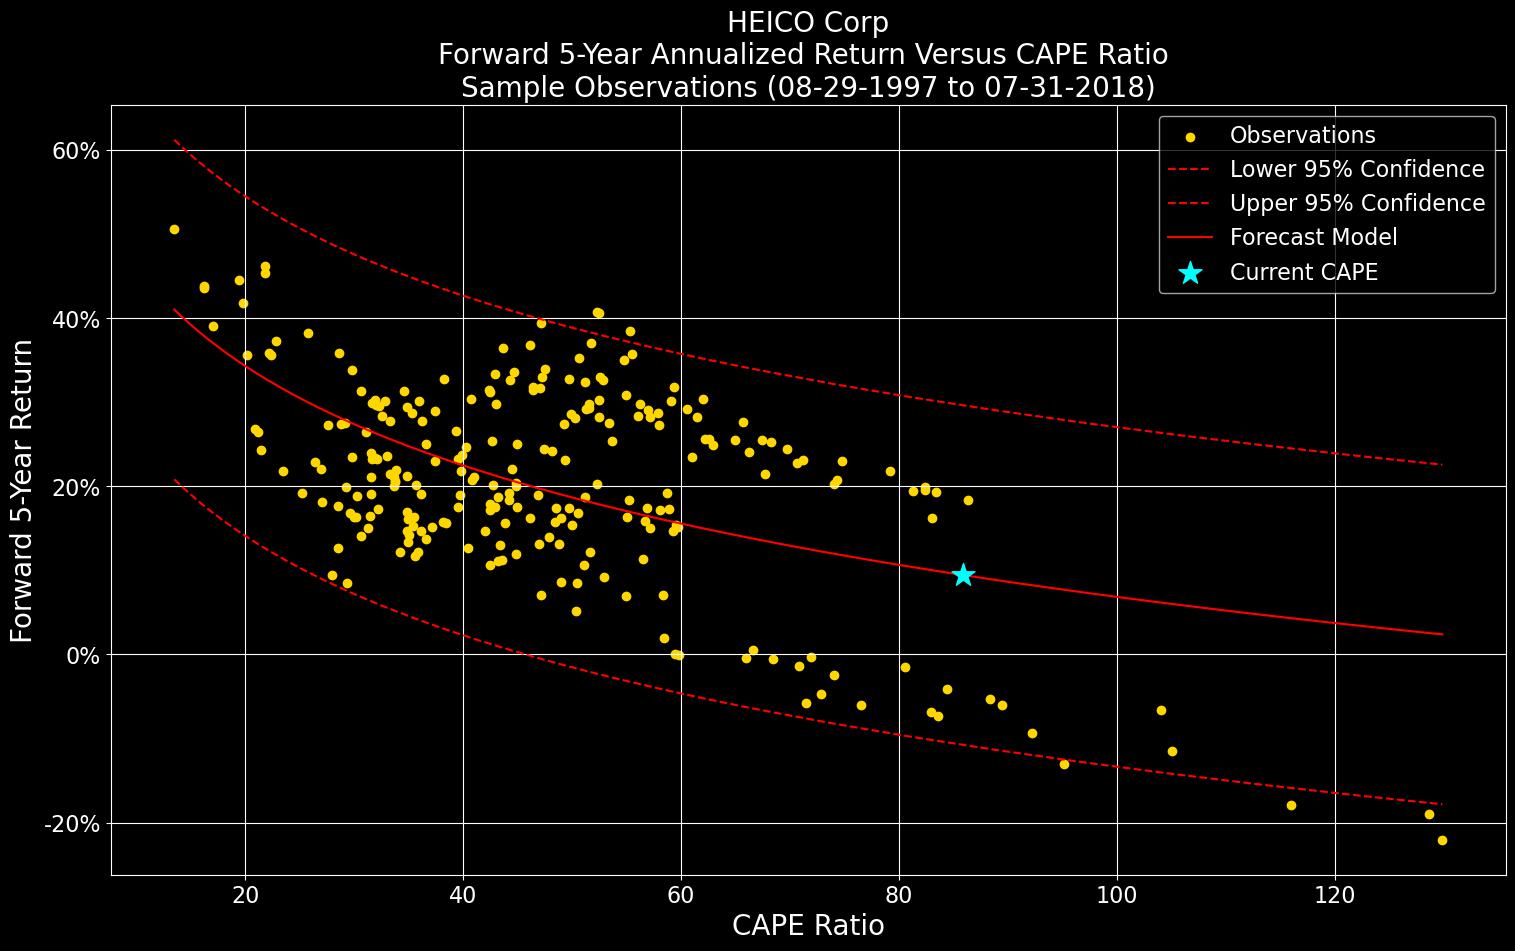 HEICO Corp
Forward 5-Year Annualized Return Versus CAPE Ratio
Sample Observations (08-29-1997 to 07-31-2018)
Observations
Lower 95% Confidence
Upper 95% Confidence
Forecast Model
Current CAPE
Forward 5-Year Return
60%
40%
20%
0%
-20%
20
40
60
80
100
120
CAPE Ratio